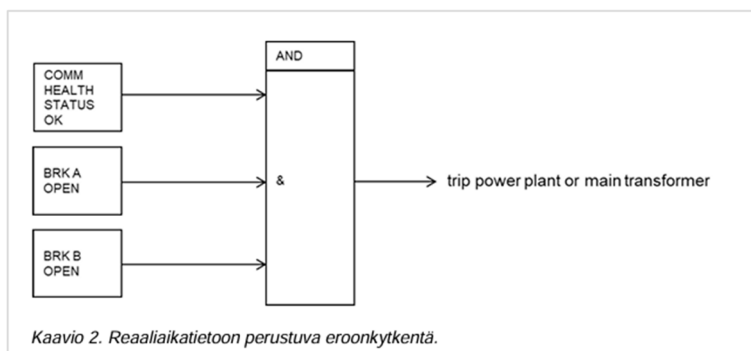 AND
COMM
HEALTH
STATUS
OK
BRK A
OPEN
&
trip power plant or main transformer
BRK B
OPEN
Kaavio 2. Reaaliaikatietoon perustuva eroonkytkentä.